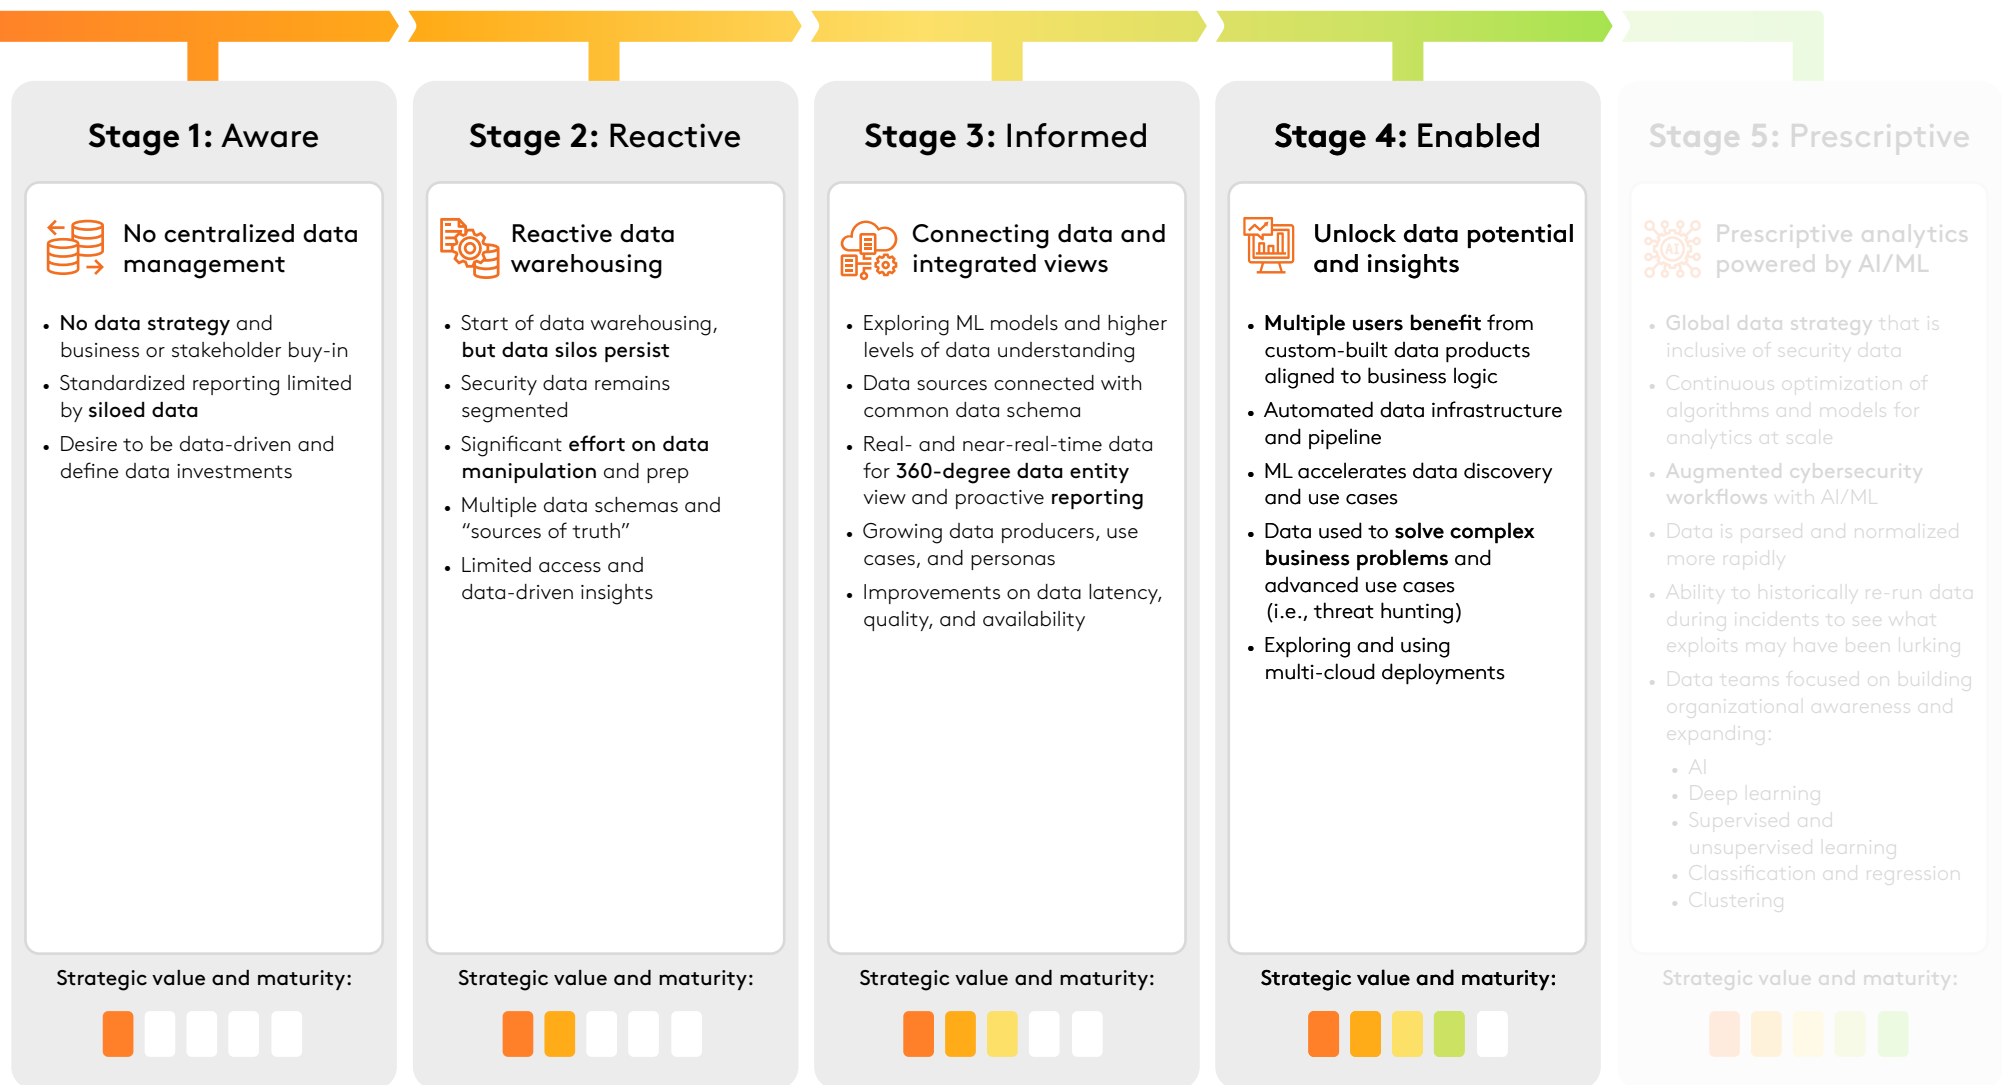 Stage 1: Aware
No centralized data
management
• No data strategy and
business or stakeholder buy-in
• Standardized reporting limited
by siloed data
• Desire to be data-driven and
define data investments
Strategic value and maturity:
Stage 2: Reactive
Reactive data
warehousing
• Start of data warehousing,
but data silos persist
• Security data remains
segmented
• Significant effort on data
manipulation and prep
• Multiple data schemas and
“sources of truth”
• Limited access and
data-driven insights
Strategic value and maturity:
Stage 3: Informed
Connecting data and
integrated views
• Exploring ML models and higher
levels of data understanding
• Data sources connected with
common data schema
• Real- and near-real-time data
for 360-degree data entity
view and proactive reporting
• Growing data producers, use
cases, and personas
• Improvements on data latency,
quality, and availability
Strategic value and maturity:
Stage 4: Enabled
Unlock data potential
and insights
• Multiple users benefit from
custom-built data products
aligned to business logic
• Automated data infrastructure
and pipeline
• ML accelerates data discovery
and use cases
• Data used to solve complex
business problems and
advanced use cases
(i.e., threat hunting)
• Exploring and using
multi-cloud deployments
Strategic value and maturity:
Stage 5: Prescriptive
AI
Prescriptive analytics
powered by AI/ML
• Global data strategy that is
inclusive of security data
• Continuous optimization of
algorithms and models for
analytics at scale
• Augmented cybersecurity
workflows with AI/ML
• Data is parsed and normalized
more rapidly
• Ability to historically re-run data
during incidents to see what
exploits may have been lurking
• Data teams focused on building
organizational awareness and
expanding:
• AI
• Deep learning
• Supervised and
unsupervised learning
• Classification and regression
• Clustering
Strategic value and maturity: